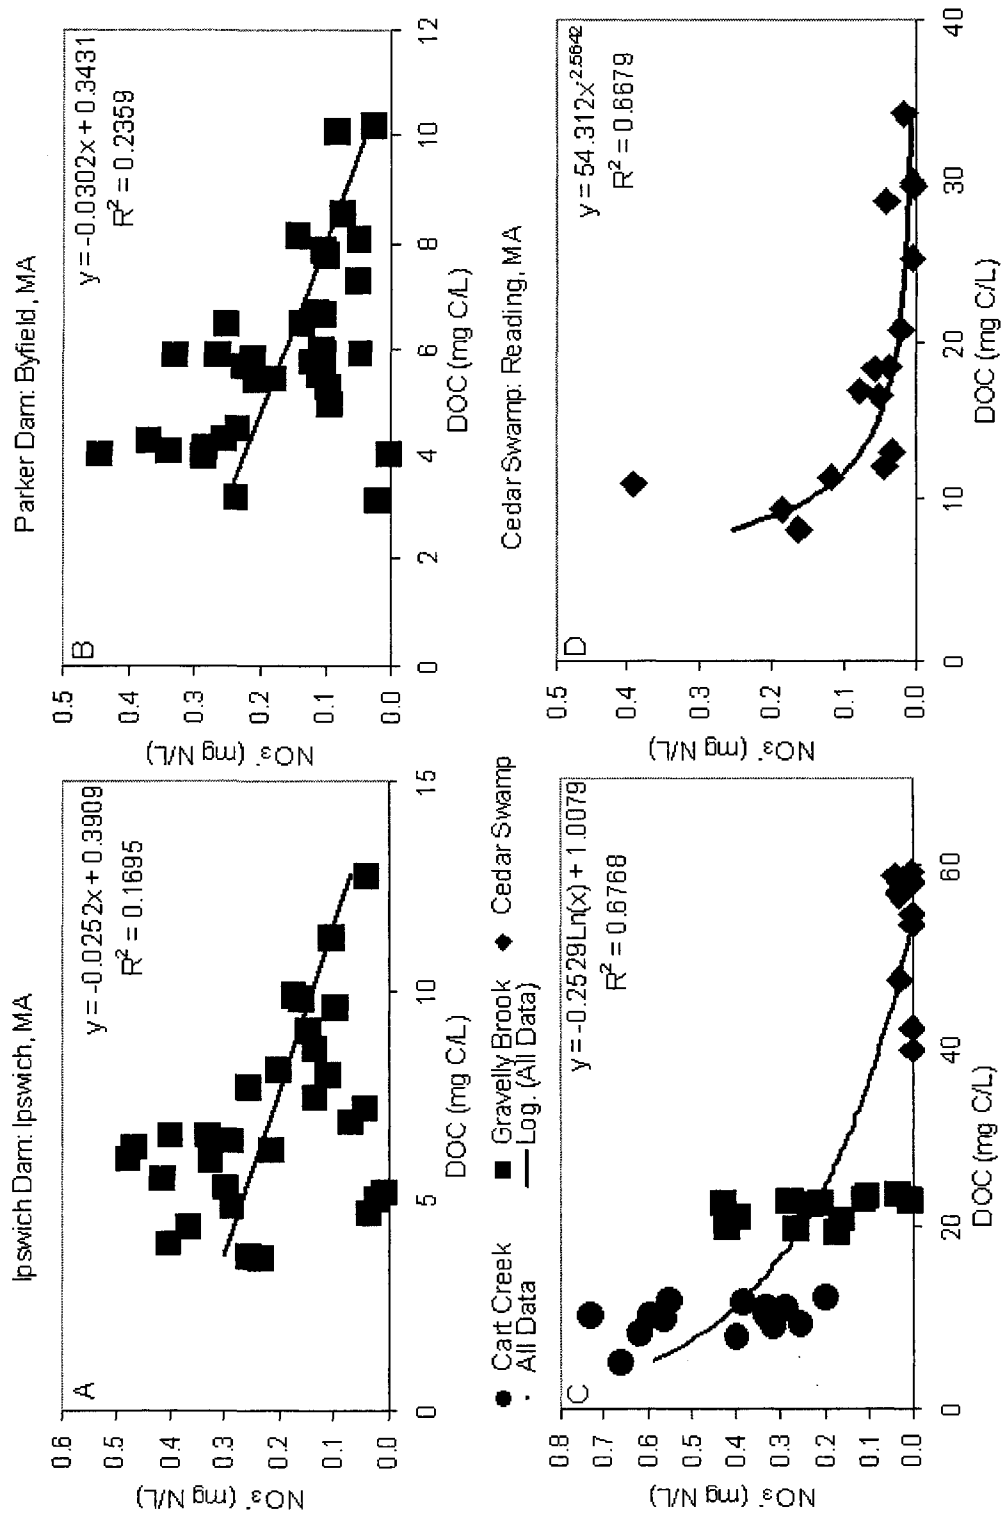 Ipswich Dam: Ipswich, MA
A
y = -0.0252x + 0.3909
R² = 0.1695
0.6
0.5
0.4
0.3
0.2
0.1
0.0
NO₃⁻ (mg N/L)
0
5
10
15
DOC (mg C/L)
Parker Dam: Byfield, MA
B
y = -0.0302x + 0.3431
R² = 0.2359
0.5
0.4
0.3
0.2
0.1
0.0
NO₃⁻ (mg N/L)
0
2
4
6
8
10
12
DOC (mg C/L)
Cart Creek
Gravelly Brook
Cedar Swamp
All Data
Log. (All Data)
C
y = -0.2529Ln(x) + 1.0079
R² = 0.6768
0.8
0.7
0.6
0.5
0.4
0.3
0.2
0.1
0.0
NO₃⁻ (mg N/L)
0
20
40
60
DOC (mg C/L)
Cedar Swamp: Reading, MA
D
y = 54.312x⁻²·⁵⁶⁴²
R² = 0.6679
0.5
0.4
0.3
0.2
0.1
0.0
NO₃⁻ (mg N/L)
0
10
20
30
40
DOC (mg C/L)